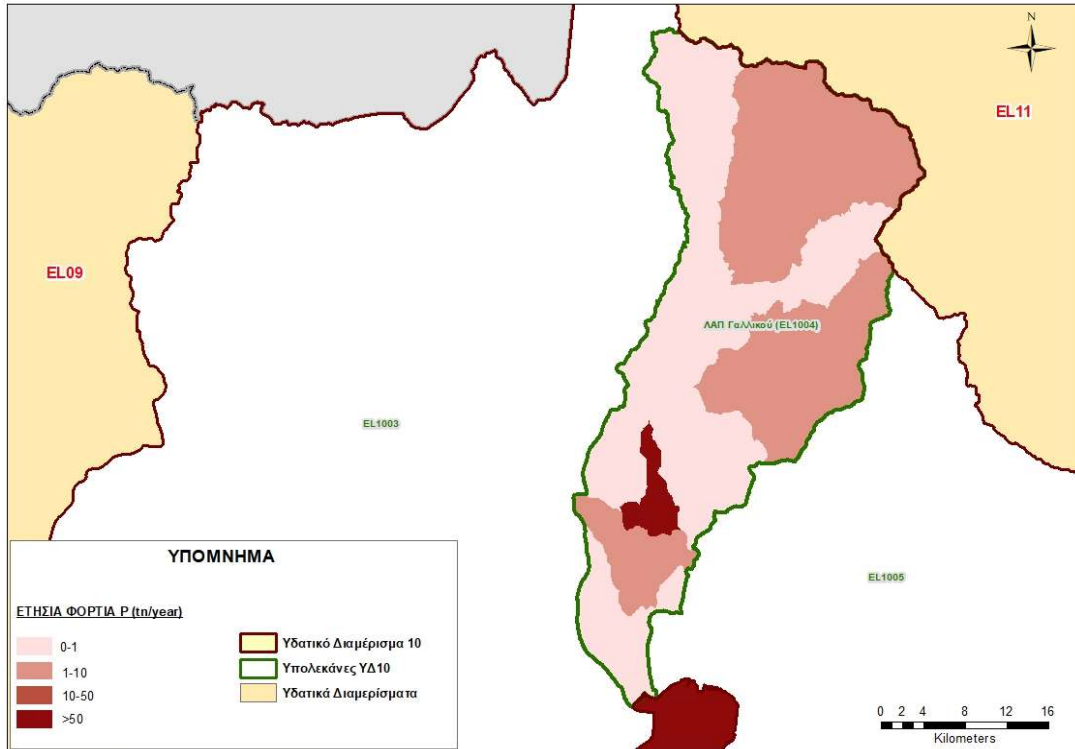 N
EL11
EL09
ΛΑΠ Γαλλικού (EL1004)
EL1003
EL1005
ΥΠΟΜΝΗΜΑ
ΕΤΗΣΙΑ ΦΟΡΤΙΑ P (tn/year)
0-1
1-10
10-50
>50
Υδατικό Διαμέρισμα 10
Υπολεκάνες ΥΔ10
Υδατικά Διαμερίσματα
0 2 4 8 12 16
Kilometers